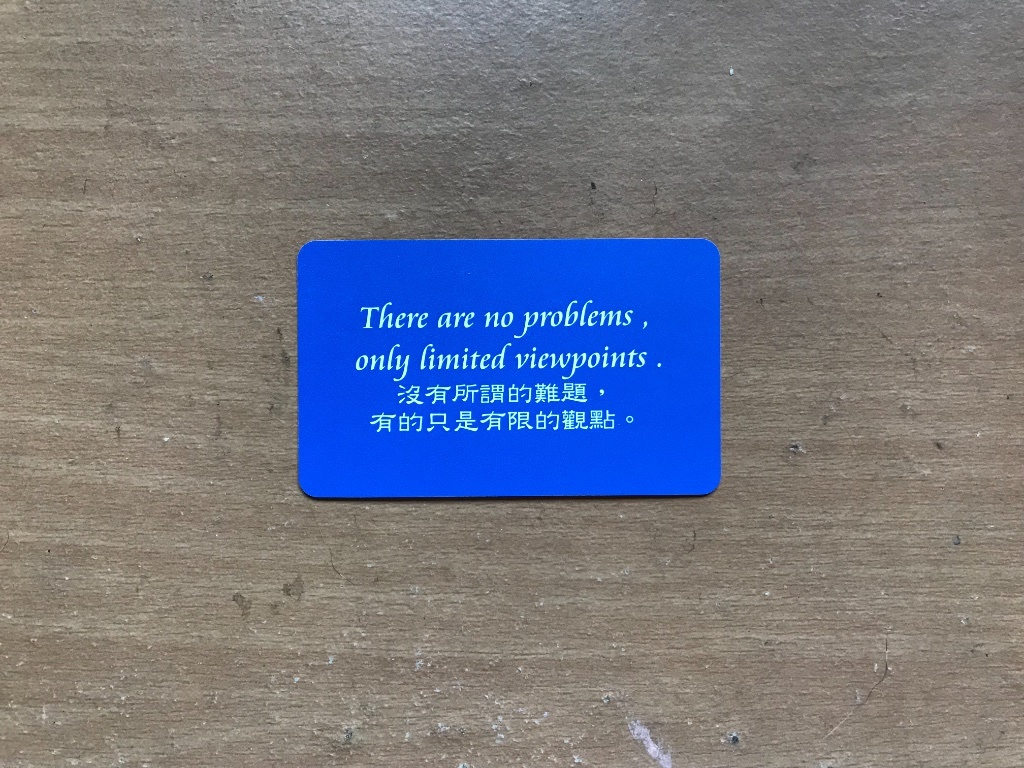 There are no problems ,
only limited viewpoints .
沒有所謂的難題，
有的只是有限的觀點。